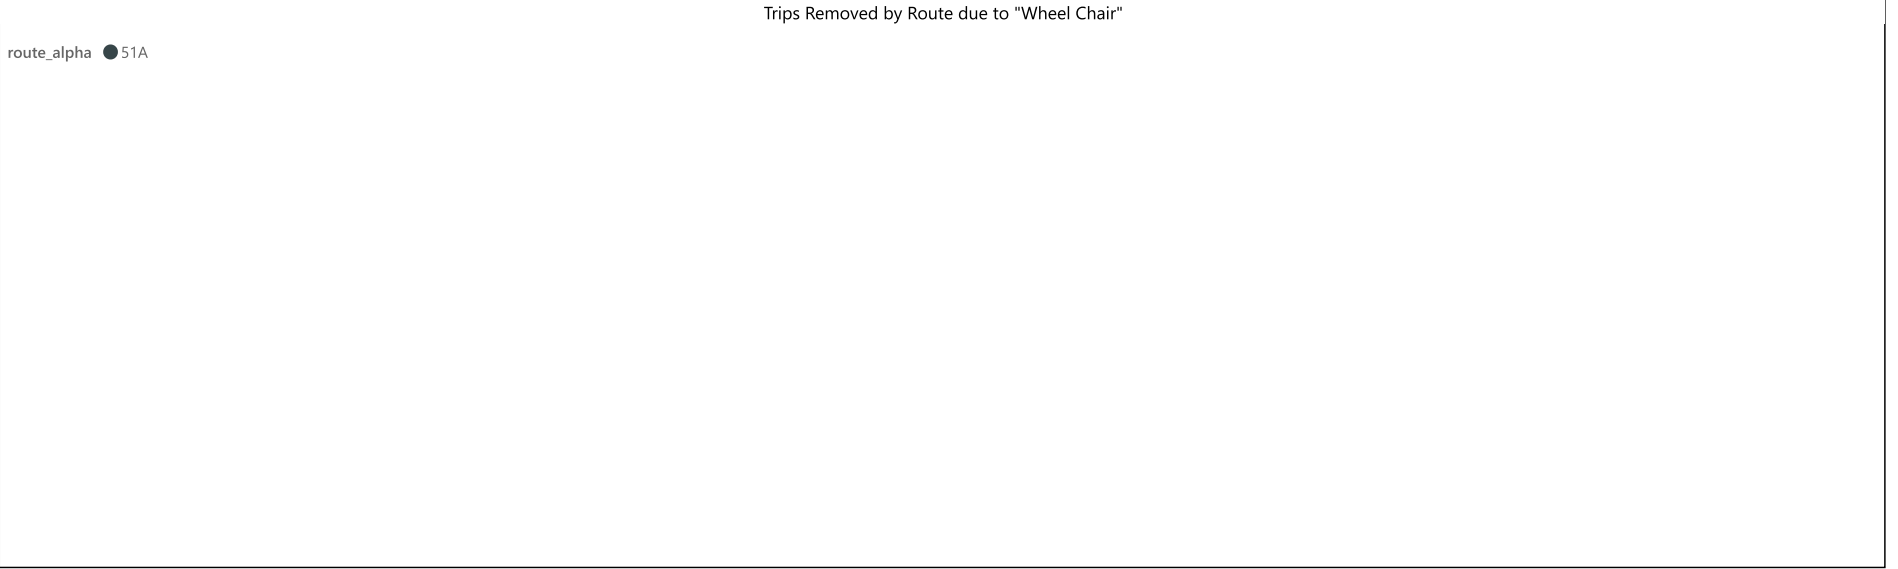 Trips Removed by Route due to "Wheel Chair"
route_alpha 51A